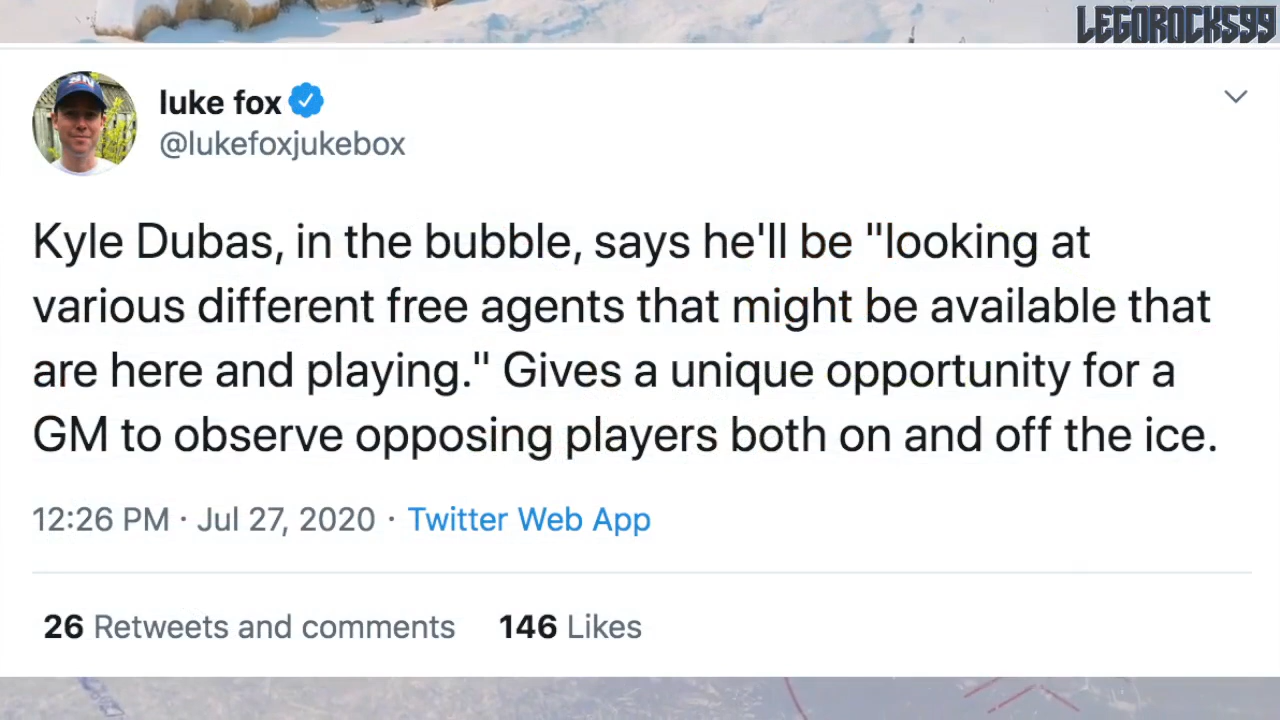 LEGOROCKS99
luke fox
@lukefoxjukebox
SN
Kyle Dubas, in the bubble, says he'll be "looking at
various different free agents that might be available that
are here and playing." Gives a unique opportunity for a
GM to observe opposing players both on and off the ice.
12:26 PM · Jul 27, 2020 · Twitter Web App
26 Retweets and comments 146 Likes